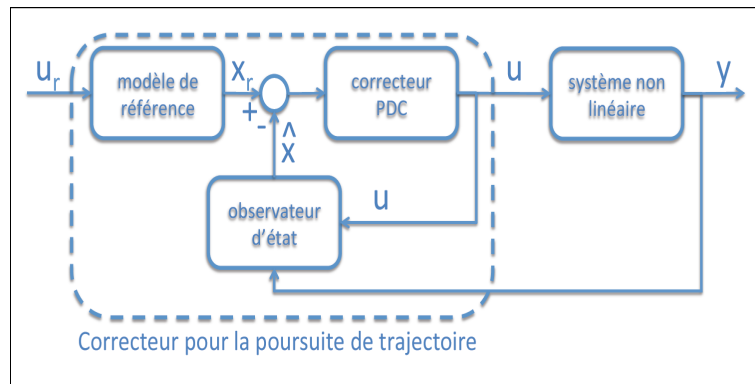 u_r
modèle de
référence
x_r
+
-
^
x
correcteur
PDC
u
système non
linéaire
y
observateur
d'état
u
Correcteur pour la poursuite de trajectoire